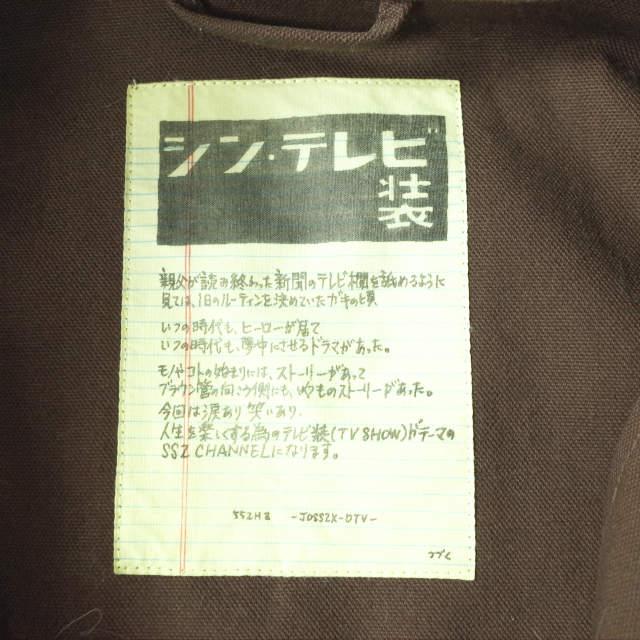 シン・テレビ
装
親父が読み終わった新聞のテレビ欄を舐めるように
見ては、1日のルーティンを決めていたガキの頃
いつの時代も、ヒーローが居て
いつの時代も、夢中にさせるドラマがあった。
モノやコトの始まりには、ストーリーがあって
ブラウン管の向こう側にも、いつものストーリーがあった。
今回は涙あり 笑いあり
人生を楽しくする為のテレビ装(TV SHOW)がテーマの
SSZ CHANNELになります。
SSZHz -JOSSZX-DTV-
つづく